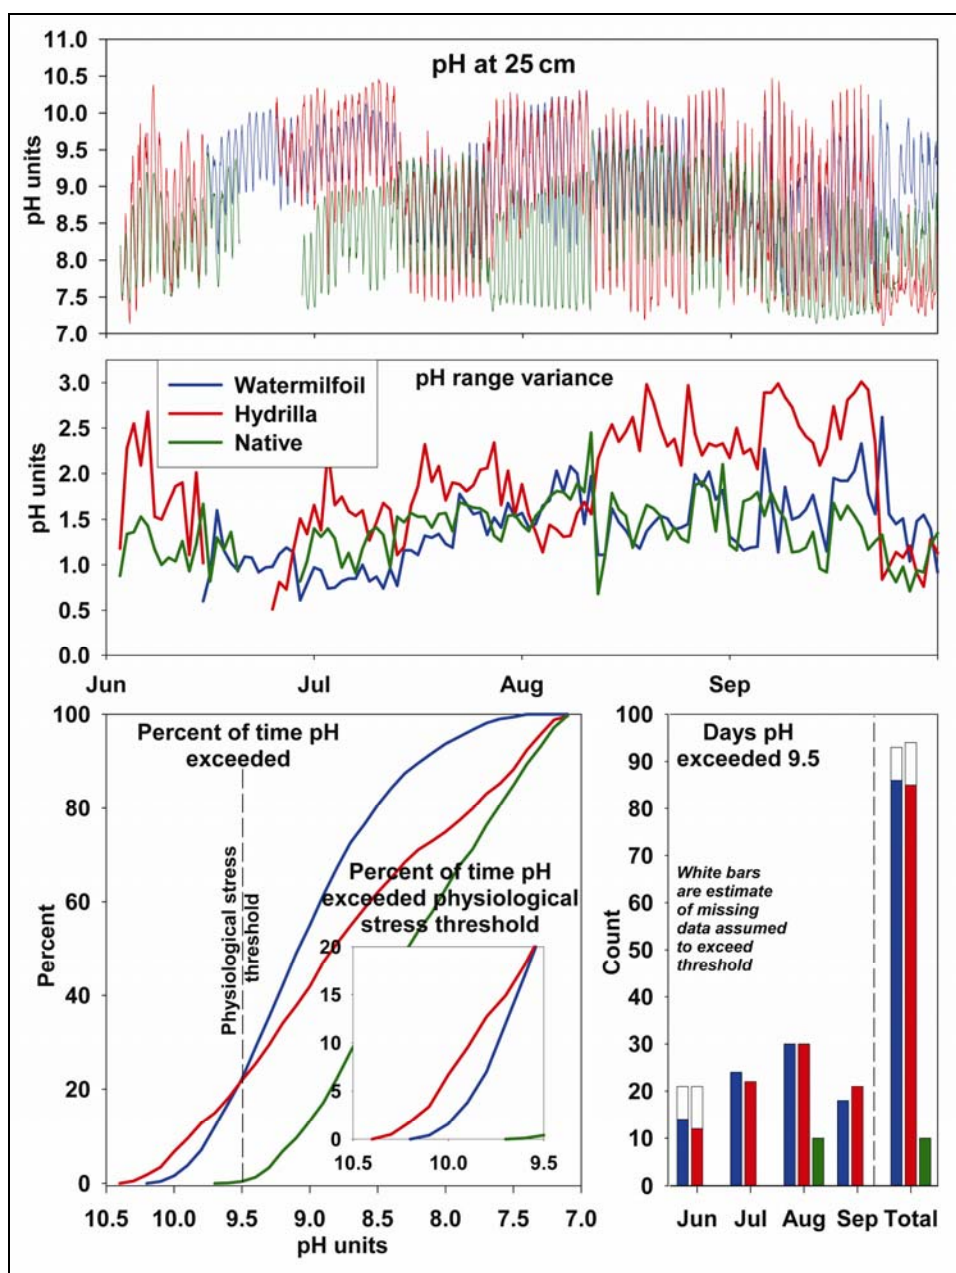 pH at 25 cm
pH units
11.0
10.5
10.0
9.5
9.0
8.5
8.0
7.5
7.0
pH range variance
Watermilfoil
Hydrilla
Native
pH units
3.0
2.5
2.0
1.5
1.0
0.5
0.0
Jun Jul Aug Sep
Percent of time pH
exceeded
Physiological stress
threshold
Percent
100
80
60
40
20
0
10.5 10.0 9.5 9.0 8.5 8.0 7.5 7.0
pH units
Percent of time pH
exceeded physiological
stress threshold
20
15
10
5
0
10.5 10.0 9.5
Days pH
exceeded 9.5
White bars
are estimate
of missing
data assumed
to exceed
threshold
Count
100
90
80
70
60
50
40
30
20
10
0
Jun Jul Aug Sep Total